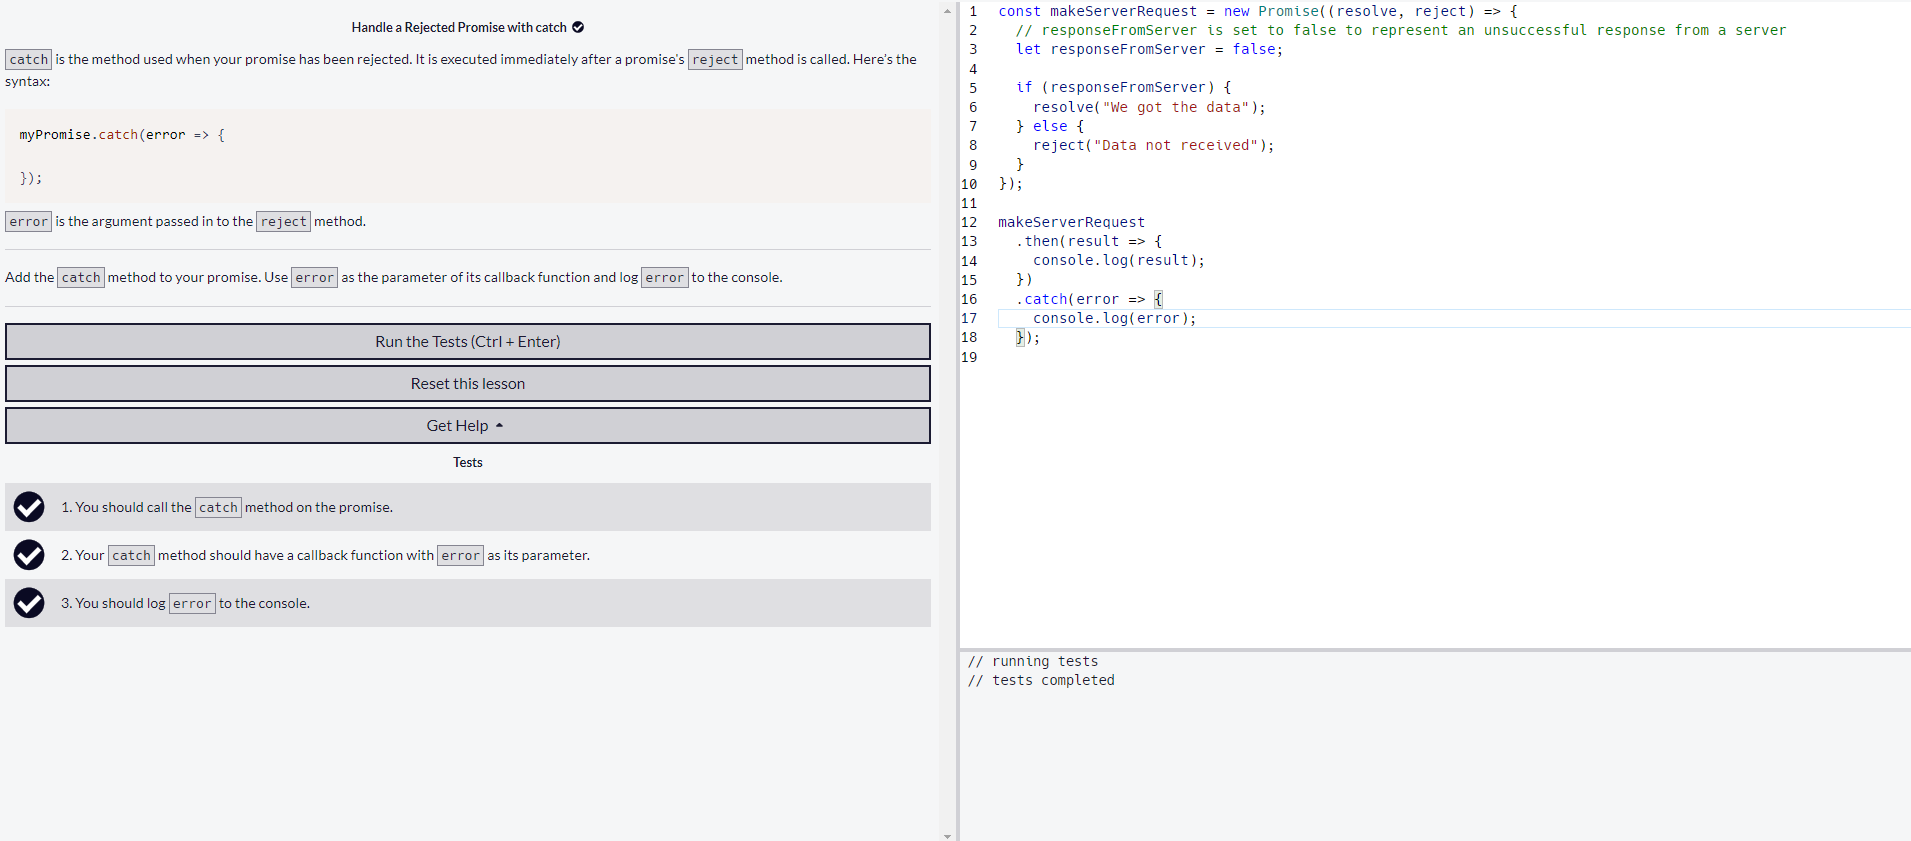 Handle a Rejected Promise with catch
catch is the method used when your promise has been rejected. It is executed immediately after a promise's reject method is called. Here's the
syntax:
myPromise.catch(error => {
});
error is the argument passed in to the reject method.
Add the catch method to your promise. Use error as the parameter of its callback function and log error to the console.
Run the Tests (Ctrl + Enter)
Reset this lesson
Get Help
Tests
1. You should call the catch method on the promise.
2. Your catch method should have a callback function with error as its parameter.
3. You should log error to the console.
1 const makeServerRequest = new Promise((resolve, reject) => {
2   // responseFromServer is set to false to represent an unsuccessful response from a server
3   let responseFromServer = false;
4
5   if (responseFromServer) {
6     resolve("We got the data");
7   } else {
8     reject("Data not received");
9   }
10 });
11
12 makeServerRequest
13   .then(result => {
14     console.log(result);
15   })
16   .catch(error => {
17     console.log(error);
18   });
19
// running tests
// tests completed